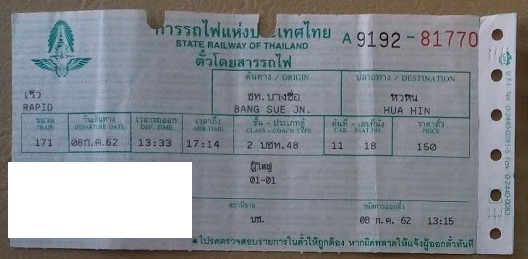 การรถไฟแห่งประเทศไทย
STATE RAILWAY OF THAILAND
A 9192-81770
ตั๋วโดยสารรถไฟ
ต้นทาง / ORIGIN ปลายทาง / DESTINATION
เร็ว ชท.บางซื่อ หัวหิน
RAPID BANG SUE JN. HUA HIN
ขบวน วันเดินทาง เวลารถออก เวลาถึง ชั้น - ประเภทตู้ คันที่ - เลขที่นั่ง ราคาตั๋ว
TRAIN DEPARTURE DATE DEP. TIME ARR. TIME CLASS - COACH TYPE CAR - SEAT NO. PRICE
171 08ก.ค.62 13:33 17:14 2 บชท.48 11 18 150
ผู้ใหญ่
01-01
บซ. 08 ก.ค. 62 13:15
* โปรดตรวจสอบรายการในตั๋วให้ถูกต้อง หากผิดพลาดให้แจ้งผู้ออกตั๋วทันที